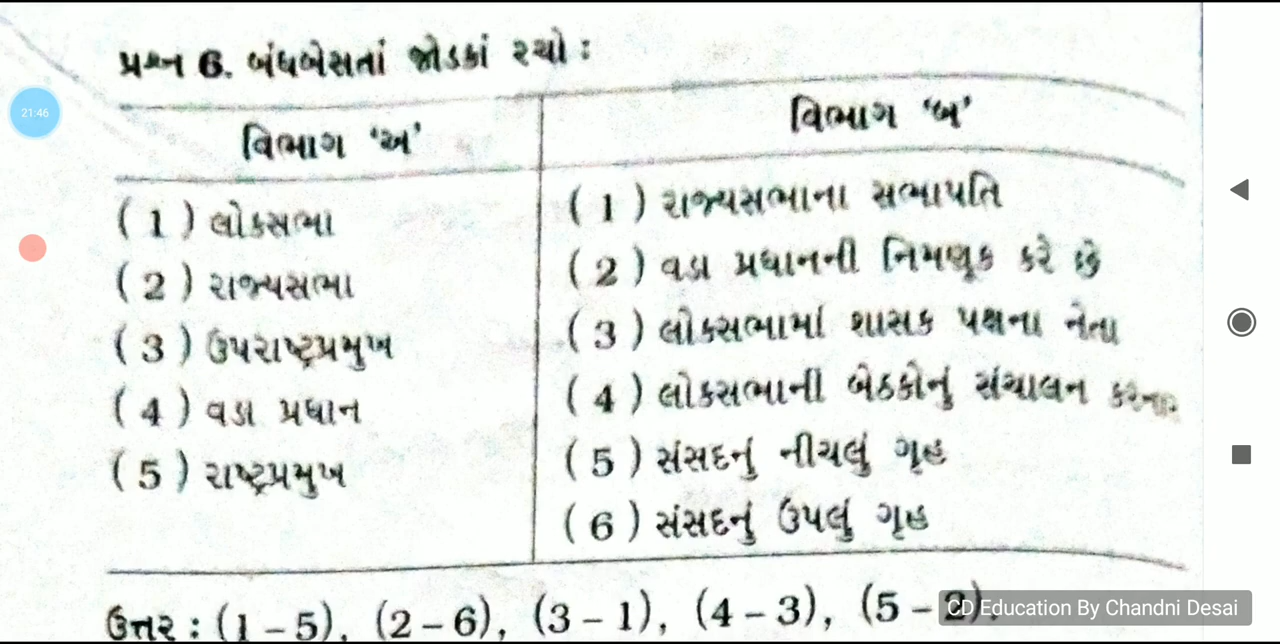 પ્રશ્ન 6. બંધબેસતાં જોડકાં રચો :
21:46
વિભાગ ‘અ’
વિભાગ ‘બ’
(1) લોકસભા
(1) રાજ્યસભાના સભાપતિ
(2) રાજ્યસભા
(2) વડા પ્રધાનની નિમણૂક કરે છે
(3) ઉપરાષ્ટ્રપ્રમુખ
(3) લોકસભામાં શાસક પક્ષના નેતા
(4) વડા પ્રધાન
(4) લોકસભાની બેઠકોનું સંચાલન કરનાર
(5) રાષ્ટ્રપ્રમુખ
(5) સંસદનું નીચલું ગૃહ
(6) સંસદનું ઉપલું ગૃહ
ઉત્તર : (1 – 5), (2 – 6), (3 – 1), (4 – 3), (5 – 2).
CD Education By Chandni Desai